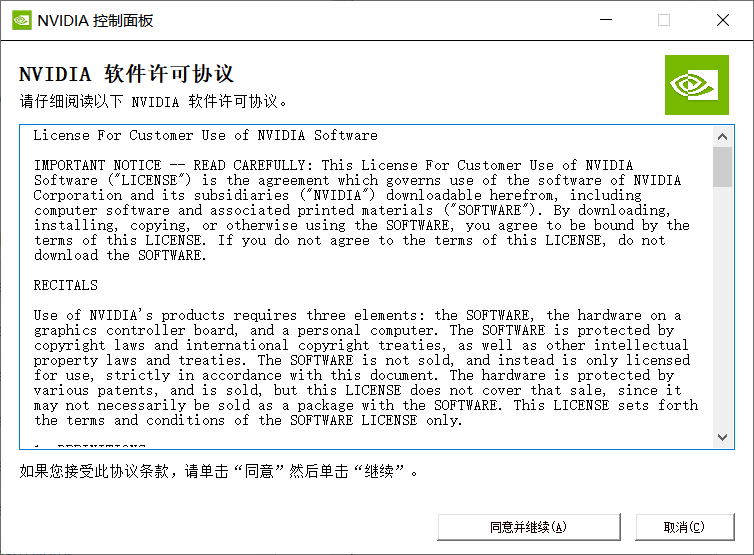 NVIDIA 控制面板
NVIDIA 软件许可协议
请仔细阅读以下 NVIDIA 软件许可协议。
License For Customer Use of NVIDIA Software
IMPORTANT NOTICE -- READ CAREFULLY: This License For Customer Use of NVIDIA
Software ("LICENSE") is the agreement which governs use of the software of NVIDIA
Corporation and its subsidiaries ("NVIDIA") downloadable herefrom, including
computer software and associated printed materials ("SOFTWARE"). By downloading,
installing, copying, or otherwise using the SOFTWARE, you agree to be bound by the
terms of this LICENSE. If you do not agree to the terms of this LICENSE, do not
download the SOFTWARE.
RECITALS
Use of NVIDIA's products requires three elements: the SOFTWARE, the hardware on a
graphics controller board, and a personal computer. The SOFTWARE is protected by
copyright laws and international copyright treaties, as well as other intellectual
property laws and treaties. The SOFTWARE is not sold, and instead is only licensed
for use, strictly in accordance with this document. The hardware is protected by
various patents, and is sold, but this LICENSE does not cover that sale, since it
may not necessarily be sold as a package with the SOFTWARE. This LICENSE sets forth
the terms and conditions of the SOFTWARE LICENSE only.
1. DEFINITIONS
如果您接受此协议条款，请单击“同意”然后单击“继续”。
同意并继续(A)
取消(C)